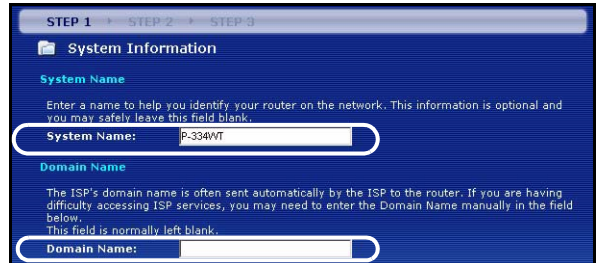 STEP 1 STEP 2 STEP 3
System Information
System Name
Enter a name to help you identify your router on the network. This information is optional and
you may safely leave this field blank.
System Name: P-334WT
Domain Name
The ISP's domain name is often sent automatically by the ISP to the router. If you are having
difficulty accessing ISP services, you may need to enter the Domain Name manually in the field
below.
This field is normally left blank.
Domain Name: